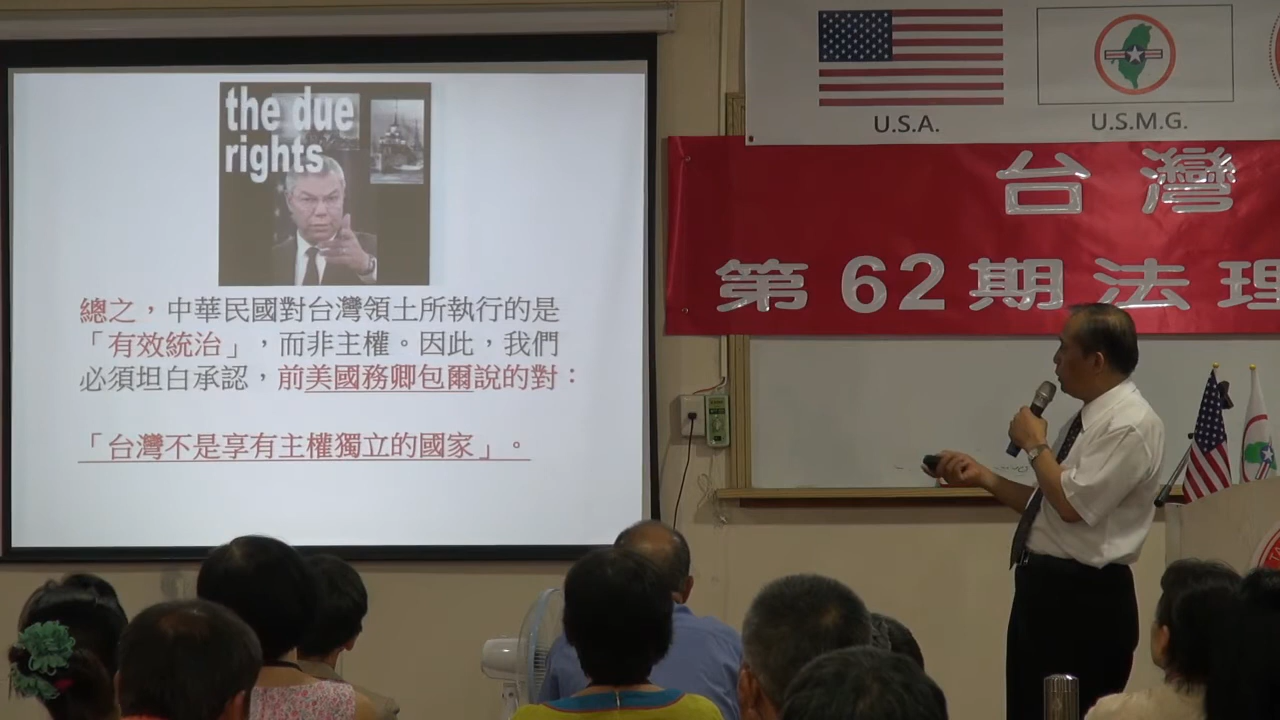 the due
rights
總之，中華民國對台灣領土所執行的是
「有效統治」，而非主權。因此，我們
必須坦白承認，前美國務卿包爾說的對：
「台灣不是享有主權獨立的國家」。
U.S.A.
U.S.M.G.
台灣
第62期法理